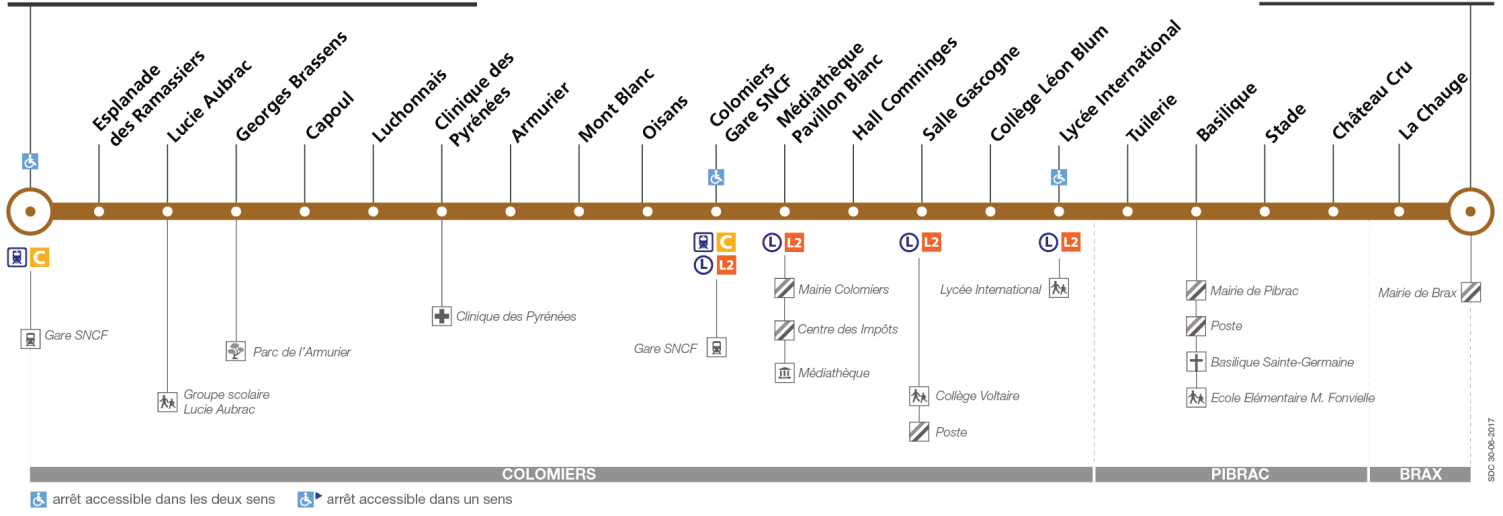 Esplanade
des Ramassiers
Lucie Aubrac
Georges Brassens
Capoul
Luchonnais
Clinique des
Pyrénées
Armurier
Mont Blanc
Oisans
Colomiers
Gare SNCF
Médiathèque
Pavillon Blanc
Hall Comminges
Salle Gascogne
Collège Léon Blum
Lycée International
Tuilerie
Basilique
Stade
Château Cru
La Chauge
C
C
L L2
L L2
L L2
L L2
Gare SNCF
Parc de l'Armurier
Groupe scolaire
Lucie Aubrac
Clinique des Pyrénées
Gare SNCF
Mairie Colomiers
Centre des Impôts
Médiathèque
Collège Voltaire
Poste
Lycée International
Mairie de Pibrac
Poste
Basilique Sainte-Germaine
Ecole Elémentaire M. Fonvielle
Mairie de Brax
COLOMIERS
PIBRAC
BRAX
arrêt accessible dans les deux sens
arrêt accessible dans un sens
SDC 30-06-2017